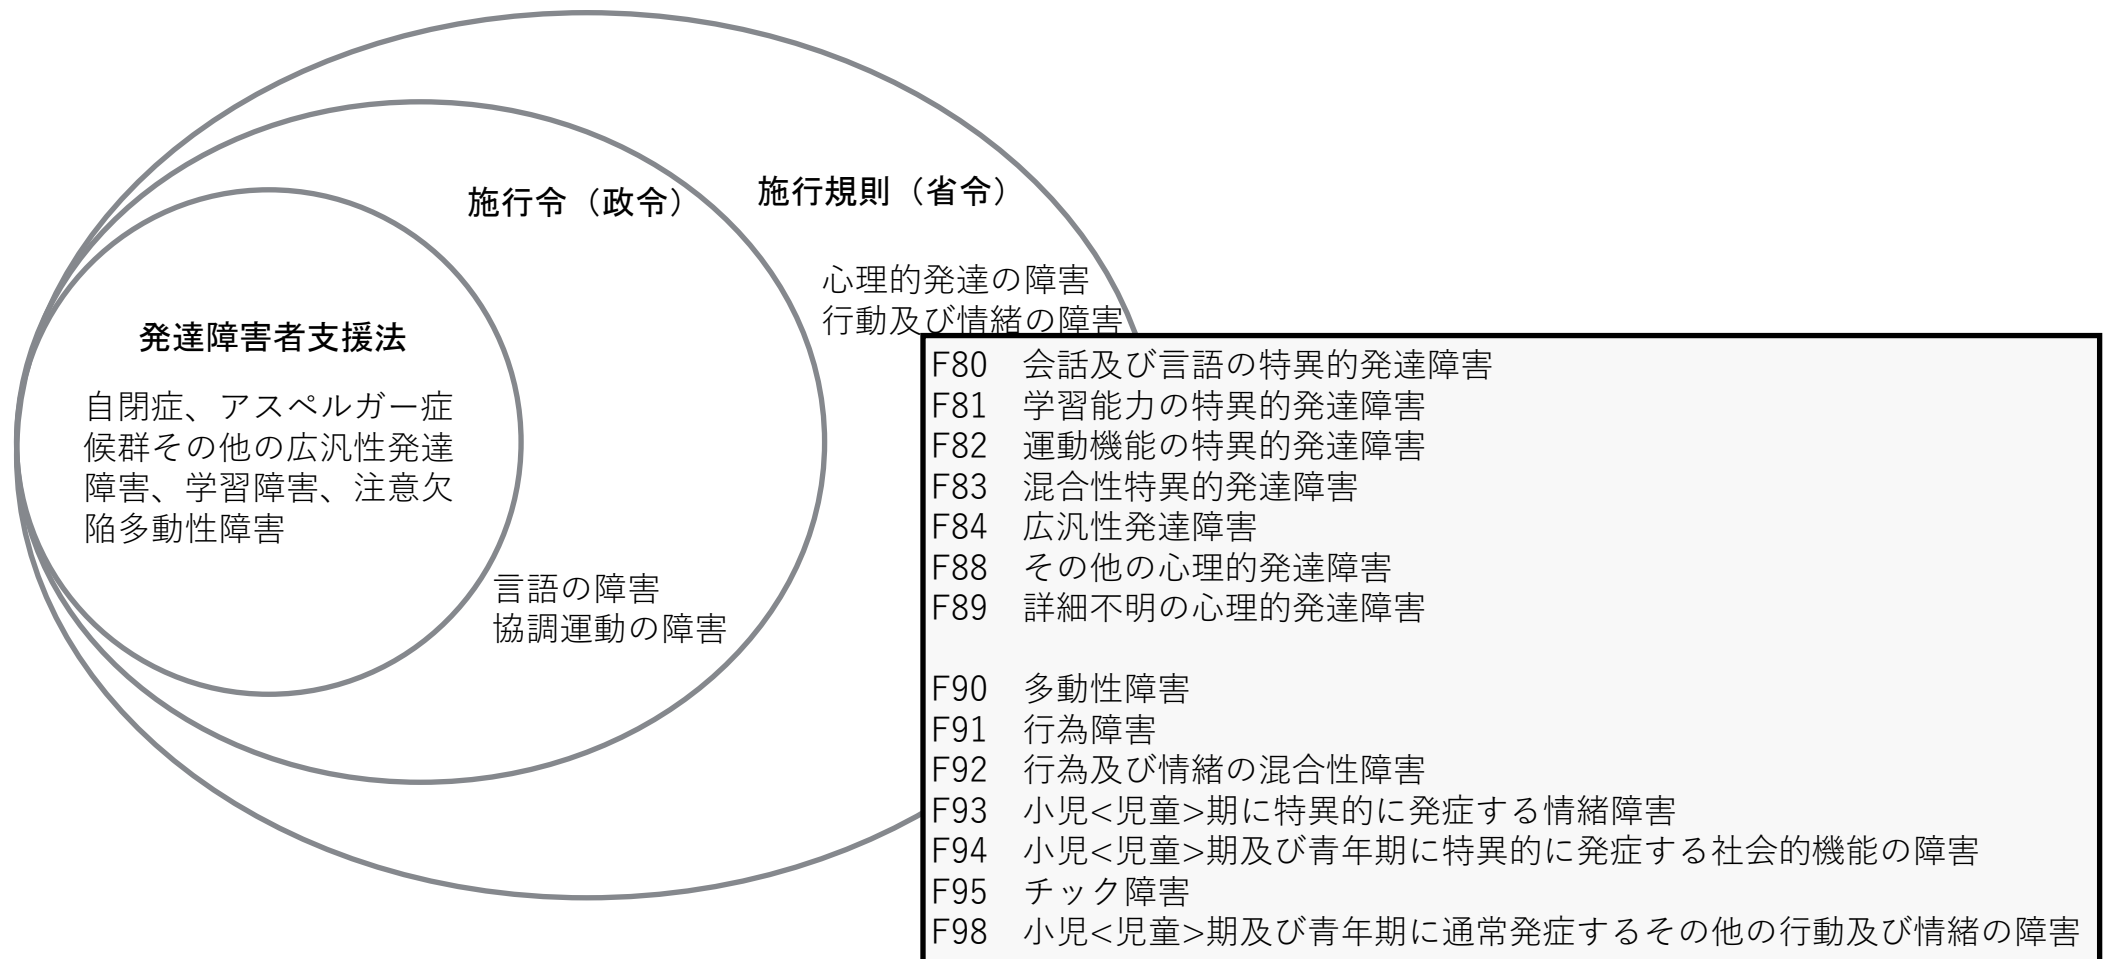 施行令（政令）
施行規則（省令）
心理的発達の障害
行動及び情緒の障害
発達障害者支援法
自閉症、アスペルガー症
候群その他の広汎性発達
障害、学習障害、注意欠
陥多動性障害
言語の障害
協調運動の障害
F80 会話及び言語の特異的発達障害
F81 学習能力の特異的発達障害
F82 運動機能の特異的発達障害
F83 混合性特異的発達障害
F84 広汎性発達障害
F88 その他の心理的発達障害
F89 詳細不明の心理的発達障害
F90 多動性障害
F91 行為障害
F92 行為及び情緒の混合性障害
F93 小児<児童>期に特異的に発症する情緒障害
F94 小児<児童>期及び青年期に特異的に発症する社会的機能の障害
F95 チック障害
F98 小児<児童>期及び青年期に通常発症するその他の行動及び情緒の障害